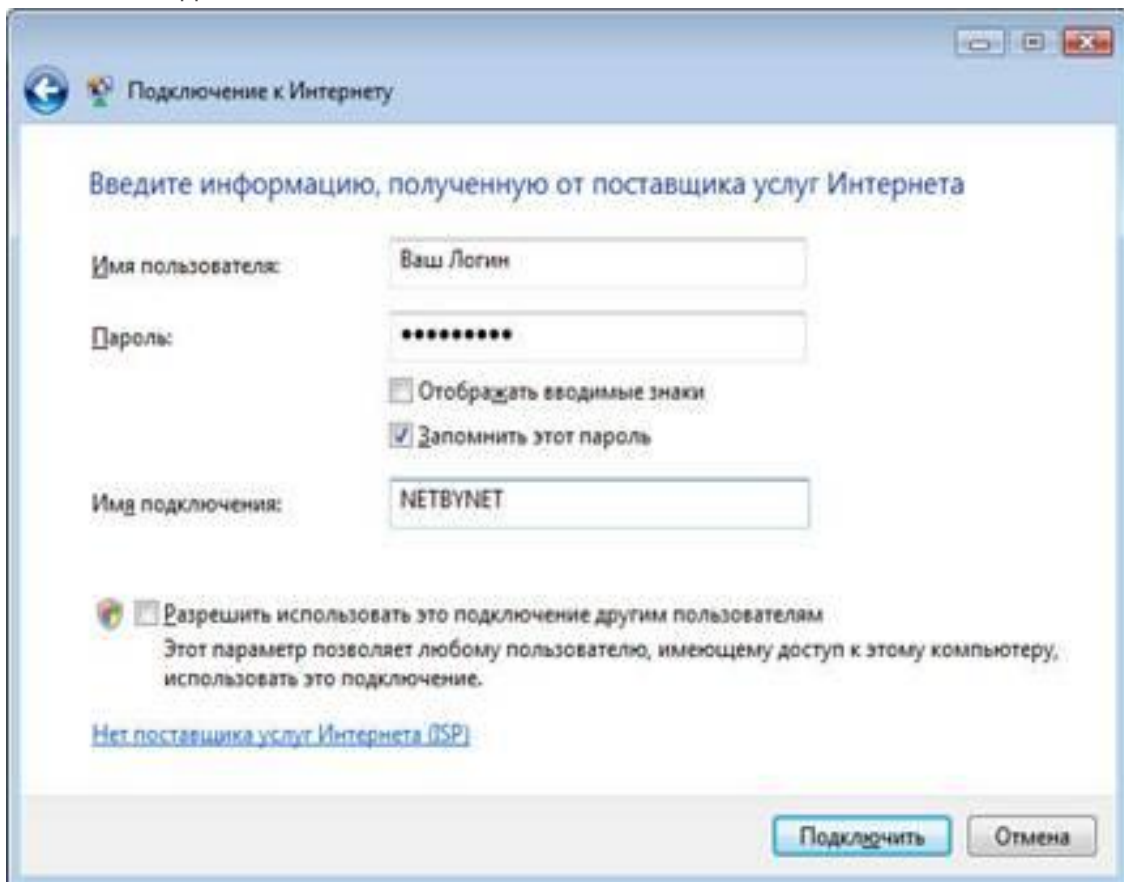 Подключение к Интернету
Введите информацию, полученную от поставщика услуг Интернета
Имя пользователя:
Ваш Логин
Пароль:
•••••••••
Отображать вводимые знаки
Запомнить этот пароль
Имя подключения:
NETBYNET
Разрешить использовать это подключение другим пользователям
Этот параметр позволяет любому пользователю, имеющему доступ к этому компьютеру,
использовать это подключение.
Нет поставщика услуг Интернета (ISP)
Подключить
Отмена